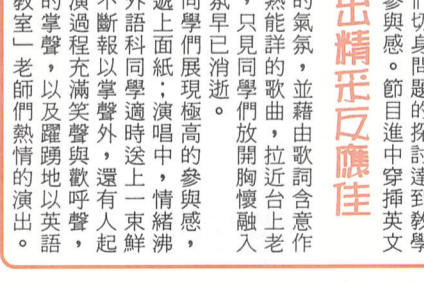 們切身問題的探討達到教學
參與感。節目進中穿挿英文
出精采反應佳
的氣氛，並藉由歌詞含意作
熟能詳的歌曲，拉近台上老
，只見同學們放開胸懷融入
氛早已消逝。
同學們展現極高的參與感，
遞上面紙；演唱中，情緒沸
外語科同學適時送上一束鮮
不斷報以掌聲外，還有人起
演過程充滿笑聲與歡呼聲，
的掌聲，以及躍踴地以英語
教室」老師們熱情的演出。